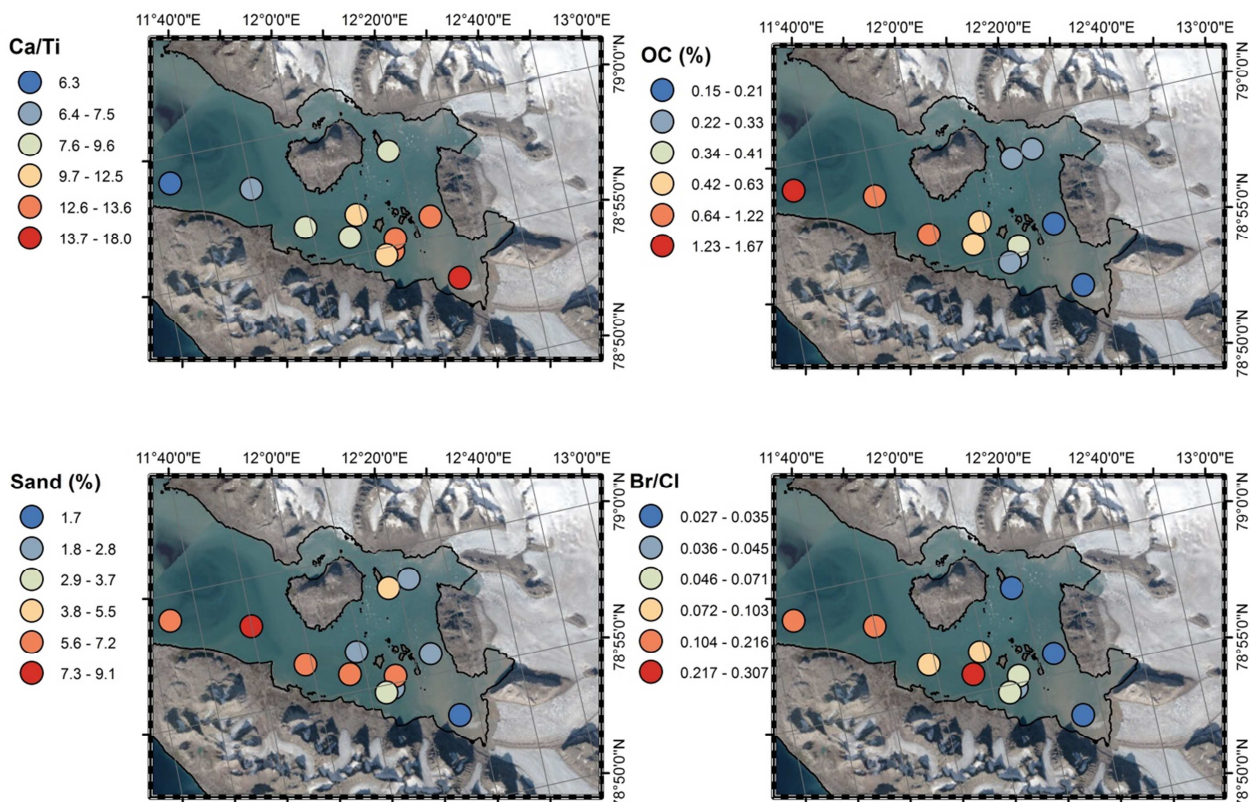 11°40'0"E 12°0'0"E 12°20'0"E 12°40'0"E 13°0'0"E
Ca/Ti
6.3
6.4 - 7.5
7.6 - 9.6
9.7 - 12.5
12.6 - 13.6
13.7 - 18.0
79°0'0"N
78°55'0"N
78°50'0"N
11°40'0"E 12°0'0"E 12°20'0"E 12°40'0"E 13°0'0"E
OC (%)
0.15 - 0.21
0.22 - 0.33
0.34 - 0.41
0.42 - 0.63
0.64 - 1.22
1.23 - 1.67
79°0'0"N
78°55'0"N
78°50'0"N
11°40'0"E 12°0'0"E 12°20'0"E 12°40'0"E 13°0'0"E
Sand (%)
1.7
1.8 - 2.8
2.9 - 3.7
3.8 - 5.5
5.6 - 7.2
7.3 - 9.1
79°0'0"N
78°55'0"N
78°50'0"N
11°40'0"E 12°0'0"E 12°20'0"E 12°40'0"E 13°0'0"E
Br/Cl
0.027 - 0.035
0.036 - 0.045
0.046 - 0.071
0.072 - 0.103
0.104 - 0.216
0.217 - 0.307
79°0'0"N
78°55'0"N
78°50'0"N